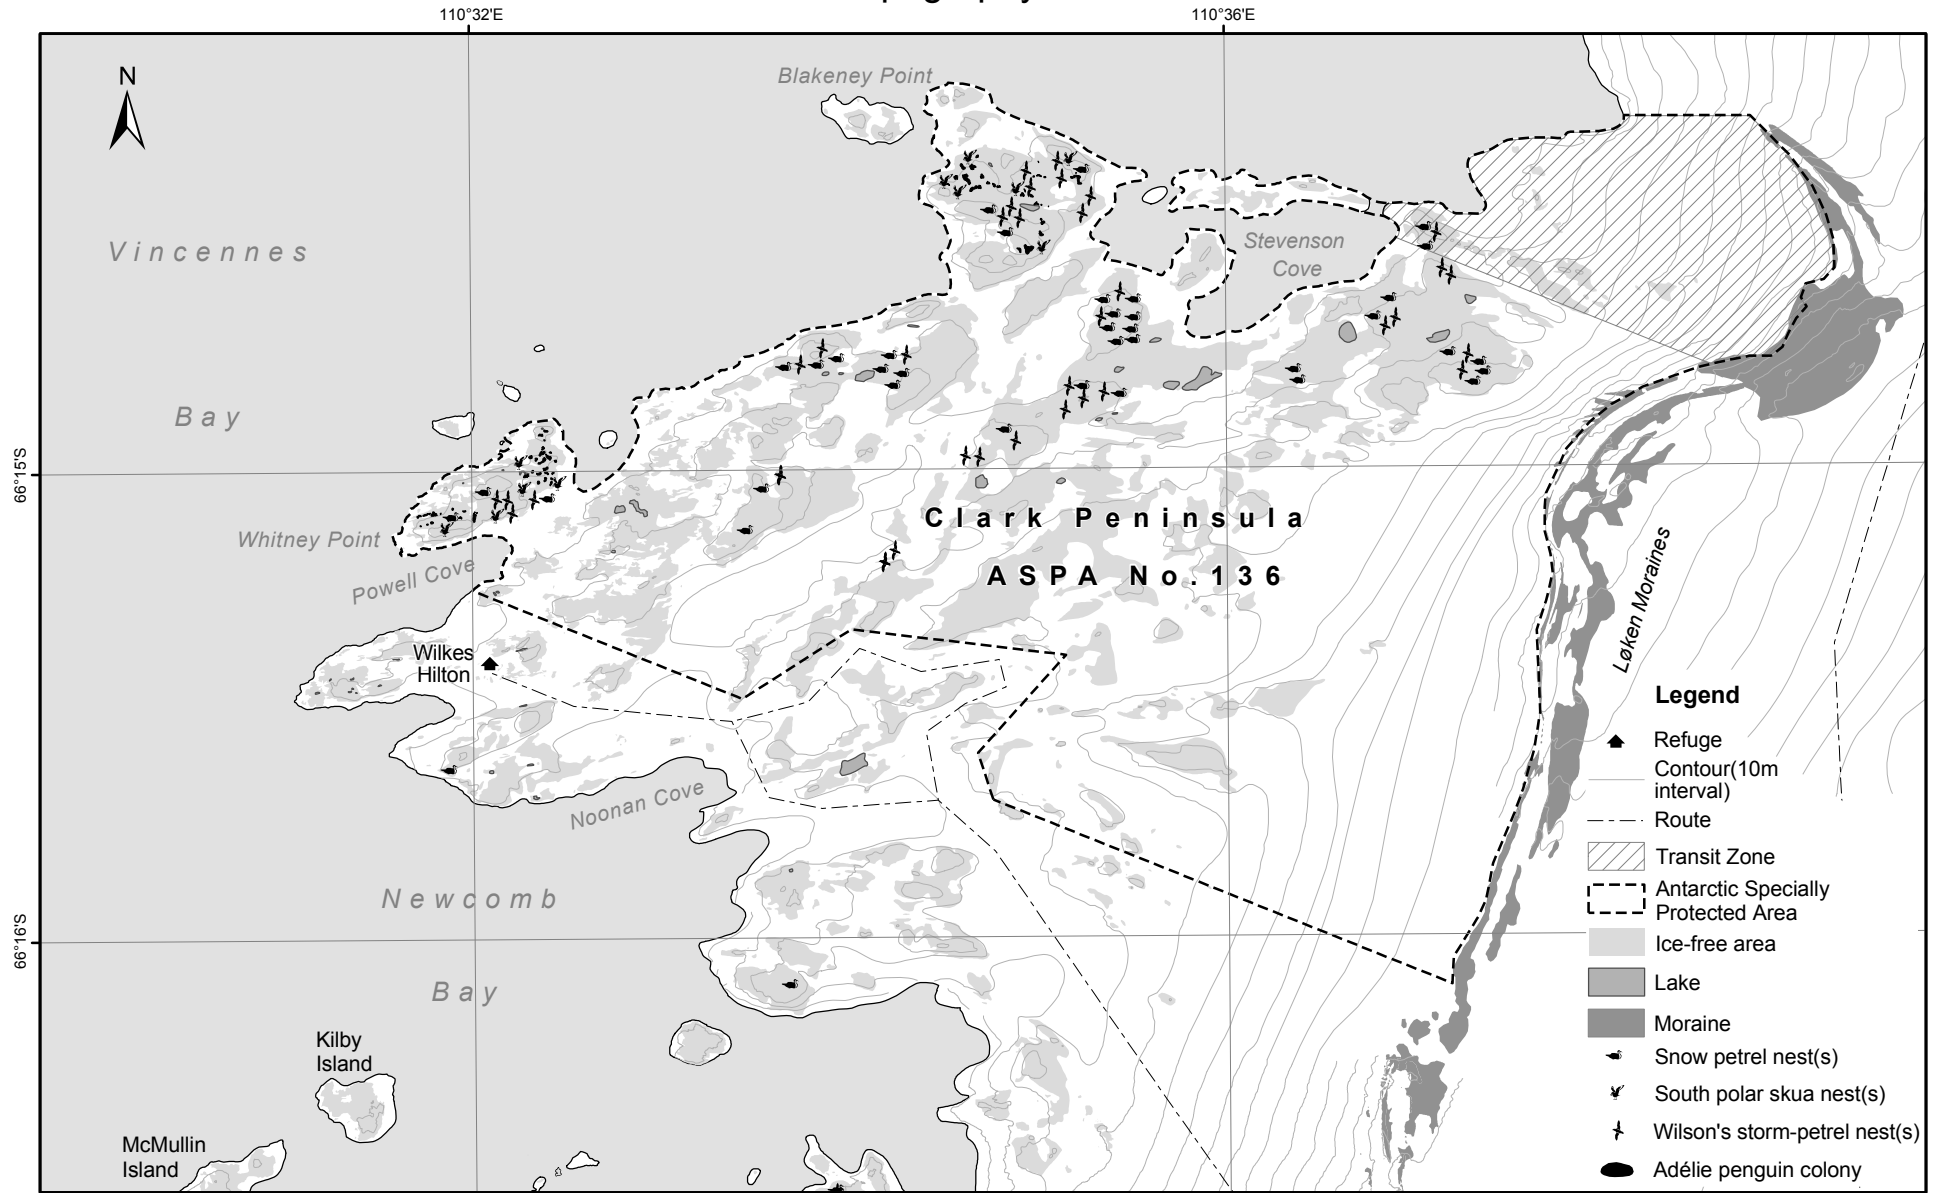 110°32'E
110°36'E
N
Blakeney Point
Vincennes
Stevenson
Cove
Bay
66°15'S
Whitney Point
Clark Peninsula
Powell Cove
ASPA No.136
Løken Moraines
Wilkes
Hilton
Noonan Cove
Newcomb
66°16'S
Bay
Kilby
Island
McMullin
Island
Legend
Refuge
Contour(10m
interval)
Route
Transit Zone
Antarctic Specially
Protected Area
Ice-free area
Lake
Moraine
Snow petrel nest(s)
South polar skua nest(s)
Wilson's storm-petrel nest(s)
Adélie penguin colony